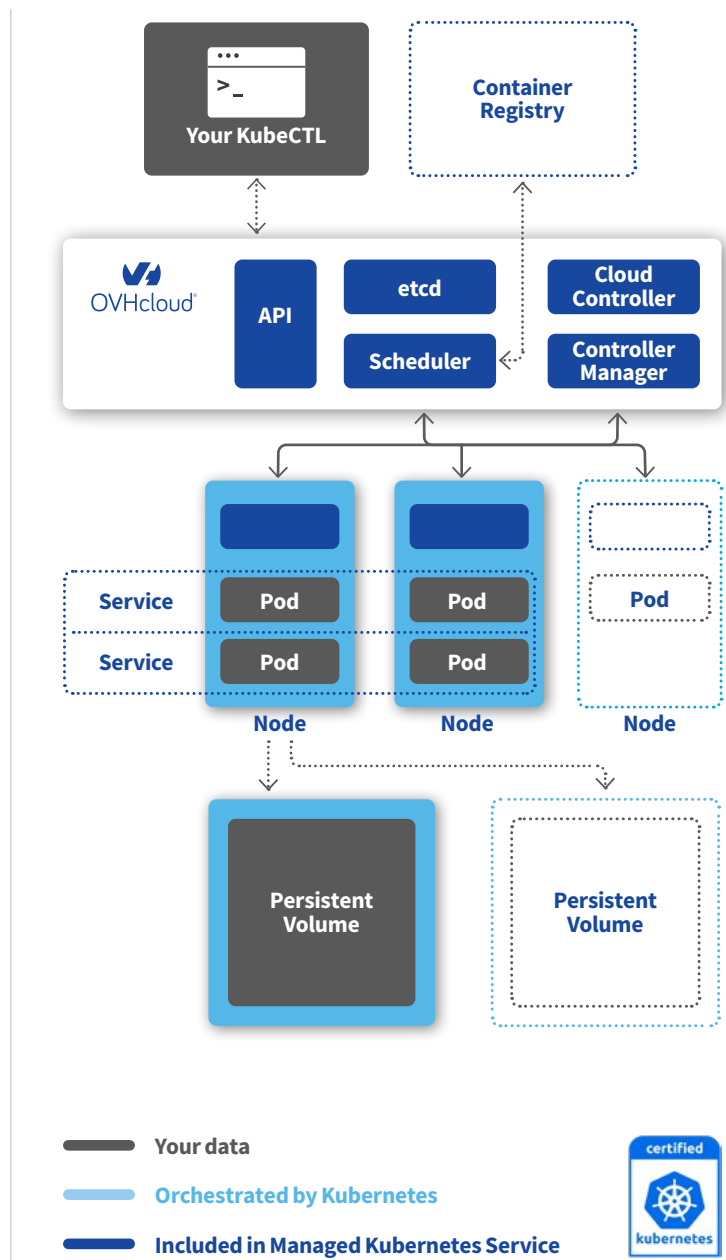 >_
Your KubeCTL
Container
Registry
OVHcloud®
API
etcd
Cloud
Controller
Scheduler
Controller
Manager
Service
Pod
Pod
Pod
Service
Pod
Pod
Node
Node
Node
Persistent
Volume
Persistent
Volume
Your data
Orchestrated by Kubernetes
Included in Managed Kubernetes Service
certified
kubernetes